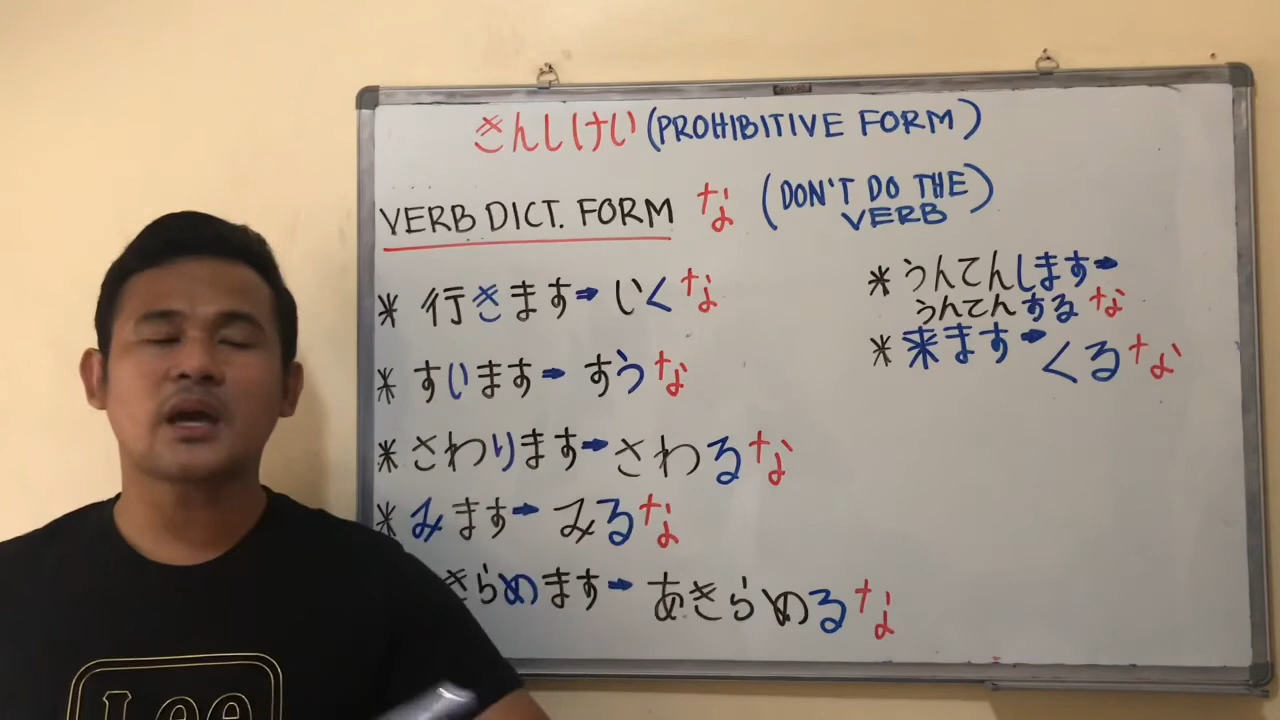 きんしけい (PROHIBITIVE FORM)
VERB DICT. FORM な (DON'T DO THE VERB)
* 行きます➡ いくな
* すいます➡ すうな
* さわります➡ さわるな
* みます➡ みるな
きらめます➡ あきらめるな
* うんてんします➡
うんてんするな
* 来ます➡ くるな
Lee